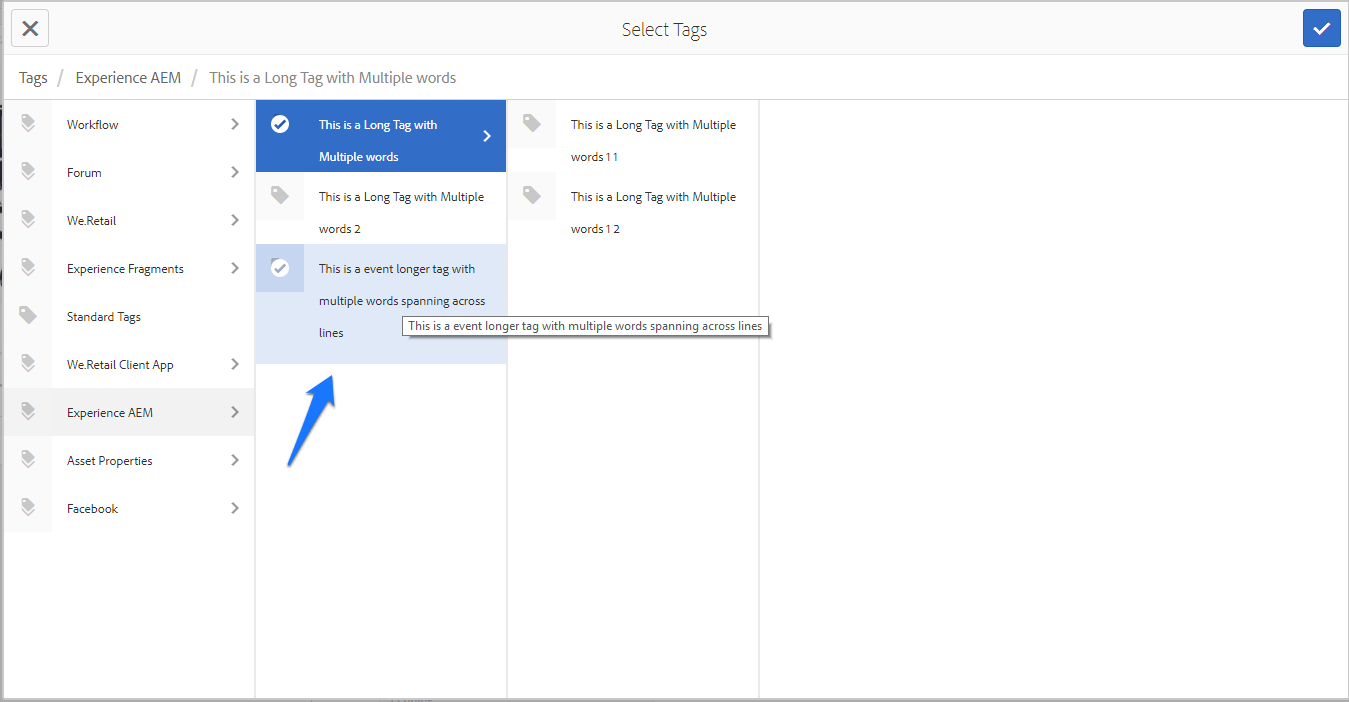 Select Tags
Tags / Experience AEM / This is a Long Tag with Multiple words
Workflow
Forum
We.Retail
Experience Fragments
Standard Tags
We.Retail Client App
Experience AEM
Asset Properties
Facebook
This is a Long Tag with
Multiple words
This is a Long Tag with Multiple
words 2
This is a event longer tag with
multiple words spanning across
lines
This is a event longer tag with multiple words spanning across lines
This is a Long Tag with Multiple
words 1 1
This is a Long Tag with Multiple
words 1 2